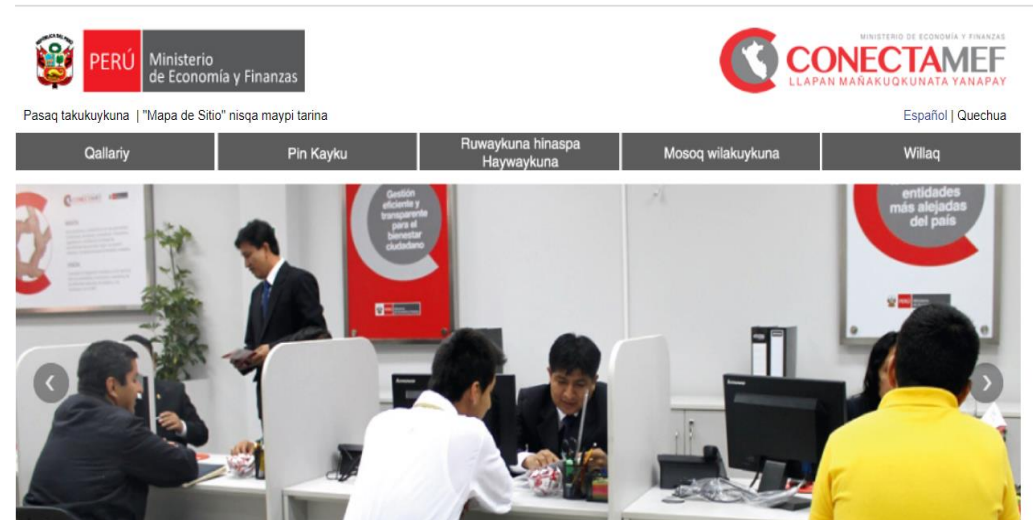 PERÚ
Ministerio
de Economía y Finanzas
MINISTERIO DE ECONOMÍA Y FINANZAS
CONECTAMEF
LLAPAN MAÑAKUQKUNATA YANAPAY
Pasaq takukuykuna | "Mapa de Sitio" nisqa maypi tarina
Español | Quechua
Qallariy
Pin Kayku
Ruwaykuna hinaspa
Haywaykuna
Mosoq wilakuykuna
Willaq
Gestión
eficiente y
transparente
para el
bienestar
ciudadano
entidades
más alejadas
del país
PERÚ